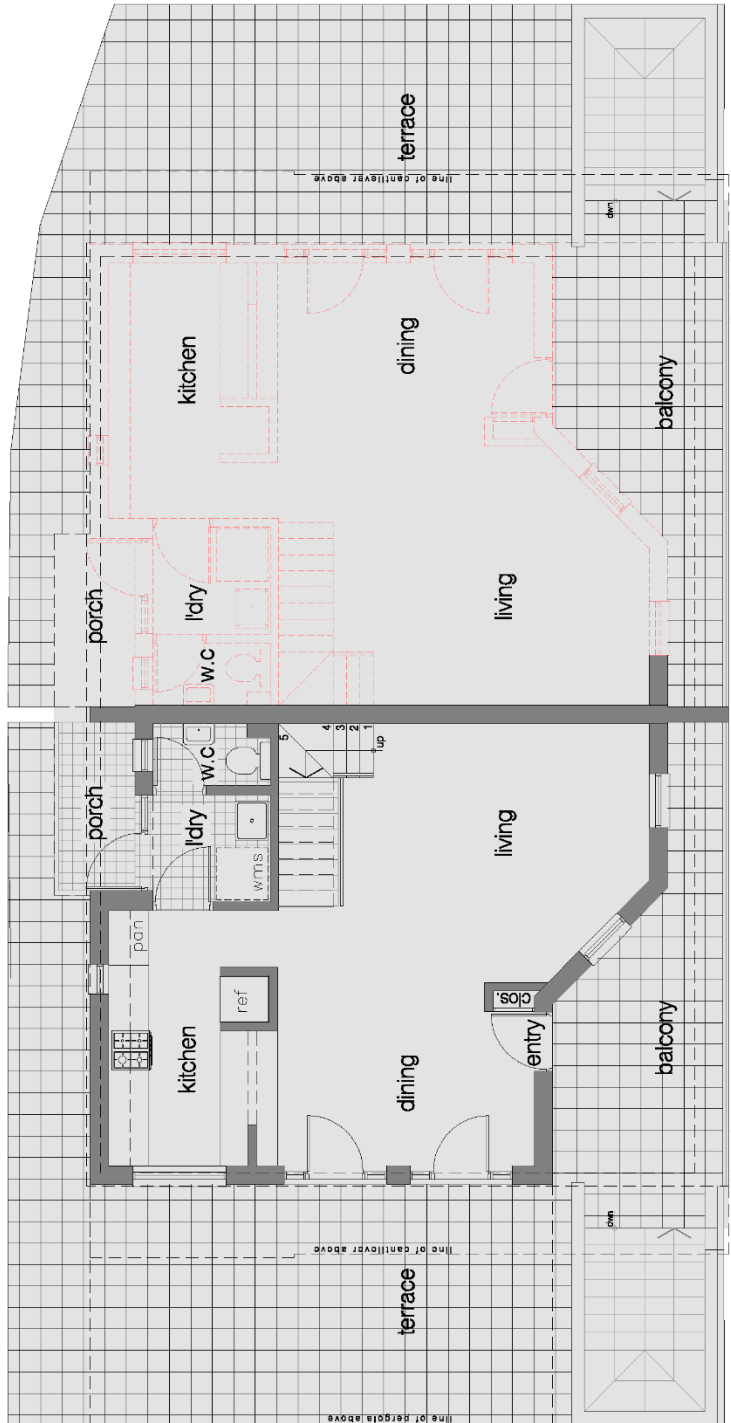 terrace
line of cantilever above
dwn
kitchen
dining
balcony
porch
l'dry
w.c
living
porch
l'dry
w.c
5
4
3
2
1
up
living
wms
pan
ref
clos.
entry
kitchen
dining
balcony
line of cantilever above
dwn
terrace
line of pergola above